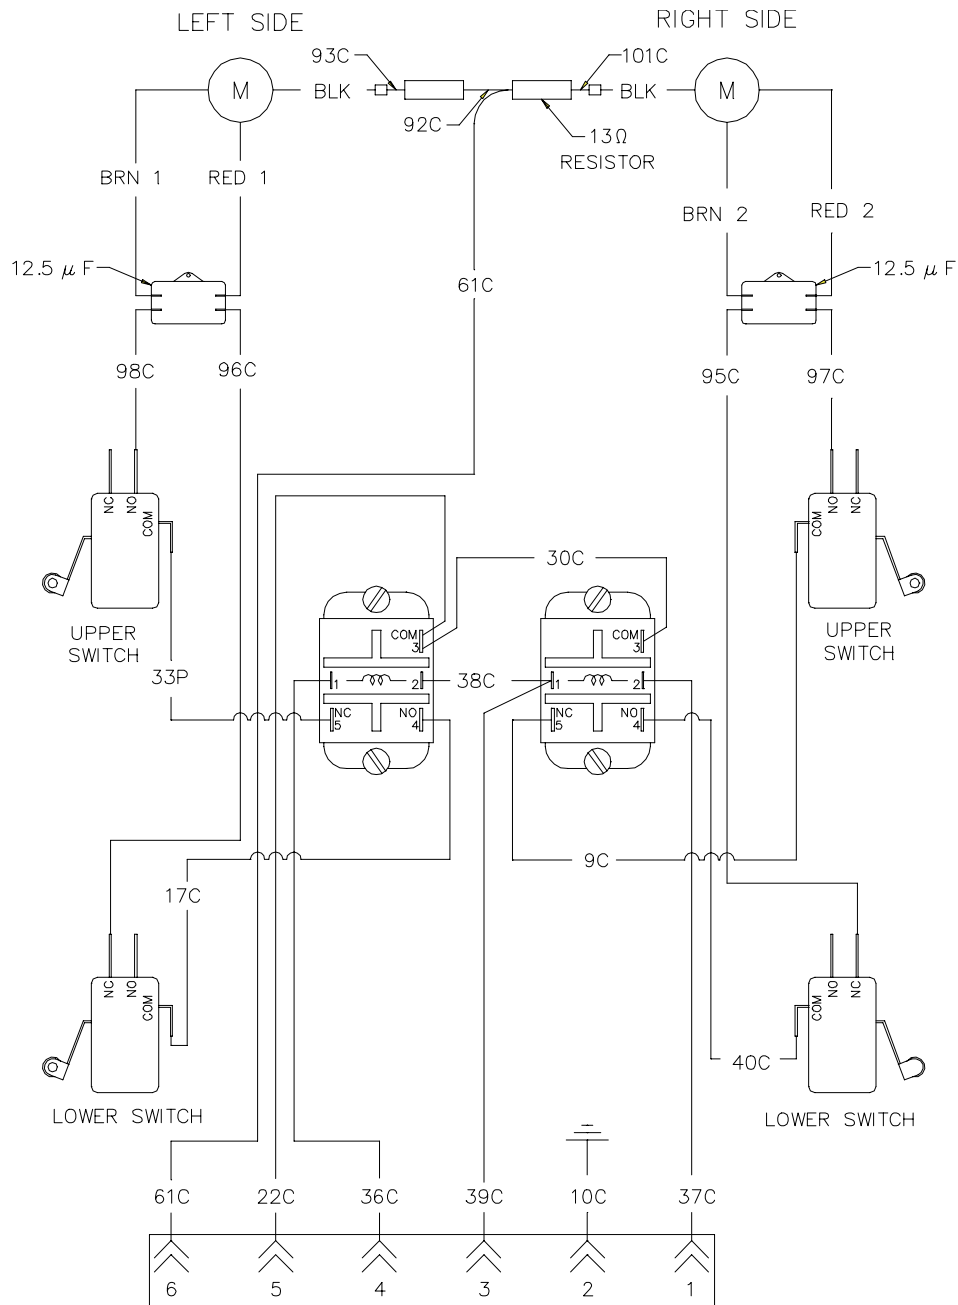 LEFT SIDE
RIGHT SIDE
93C
101C
M
BLK
BLK
M
92C
13Ω
RESISTOR
BRN 1
RED 1
BRN 2
RED 2
12.5 μ F
61C
12.5 μ F
98C
96C
95C
97C
NC
NO
COM
COM
NO
NC
30C
UPPER
SWITCH
UPPER
SWITCH
COM
3
COM
3
33P
1
2
38C
1
2
NC
5
NO
4
NC
5
NO
4
9C
17C
NC
NO
COM
COM
NO
NC
40C
LOWER SWITCH
LOWER SWITCH
61C
22C
36C
39C
10C
37C
6
5
4
3
2
1